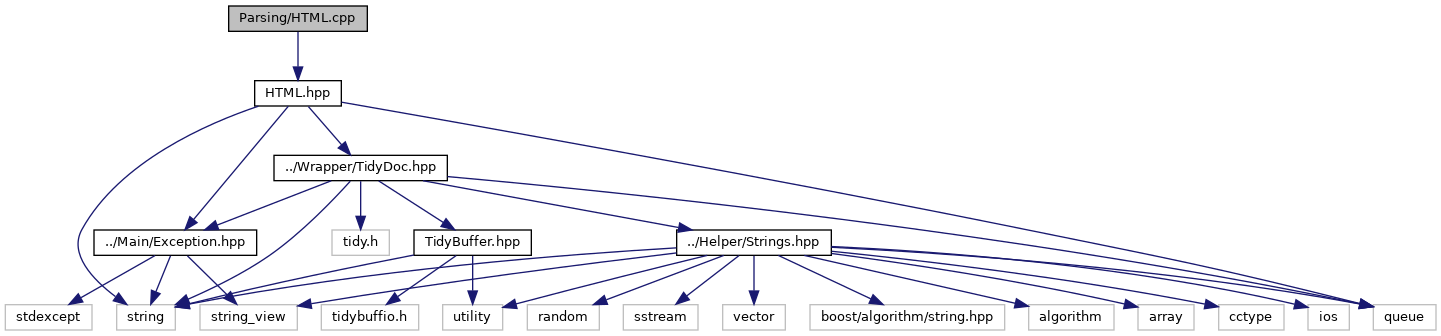 Parsing/HTML.cpp
HTML.hpp
../Wrapper/TidyDoc.hpp
../Main/Exception.hpp
tidy.h
TidyBuffer.hpp
../Helper/Strings.hpp
stdexcept
string
string_view
tidybuffio.h
utility
random
sstream
vector
boost/algorithm/string.hpp
algorithm
array
cctype
ios
queue